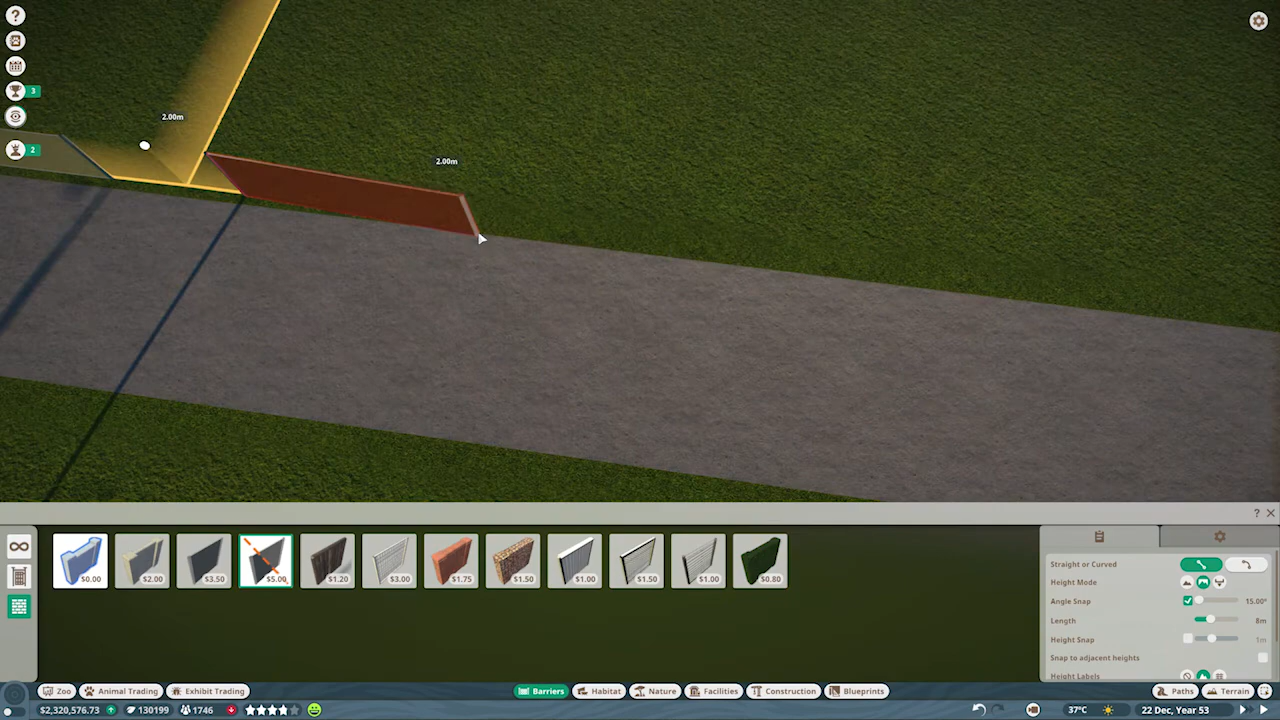 ?
3
2
2.00m
2.00m
?
$0.00
$2.00
$3.50
$5.00
$1.20
$3.00
$1.75
$1.50
$1.00
$1.50
$1.00
$0.80
Straight or Curved
Height Mode
Angle Snap 15.00°
Length 8m
Height Snap 1m
Snap to adjacent heights
Height Labels
Zoo Animal Trading Exhibit Trading Barriers Habitat Nature Facilities Construction Blueprints Paths Terrain
$2,320,576.73 130199 1746 37°C 22 Dec, Year 53